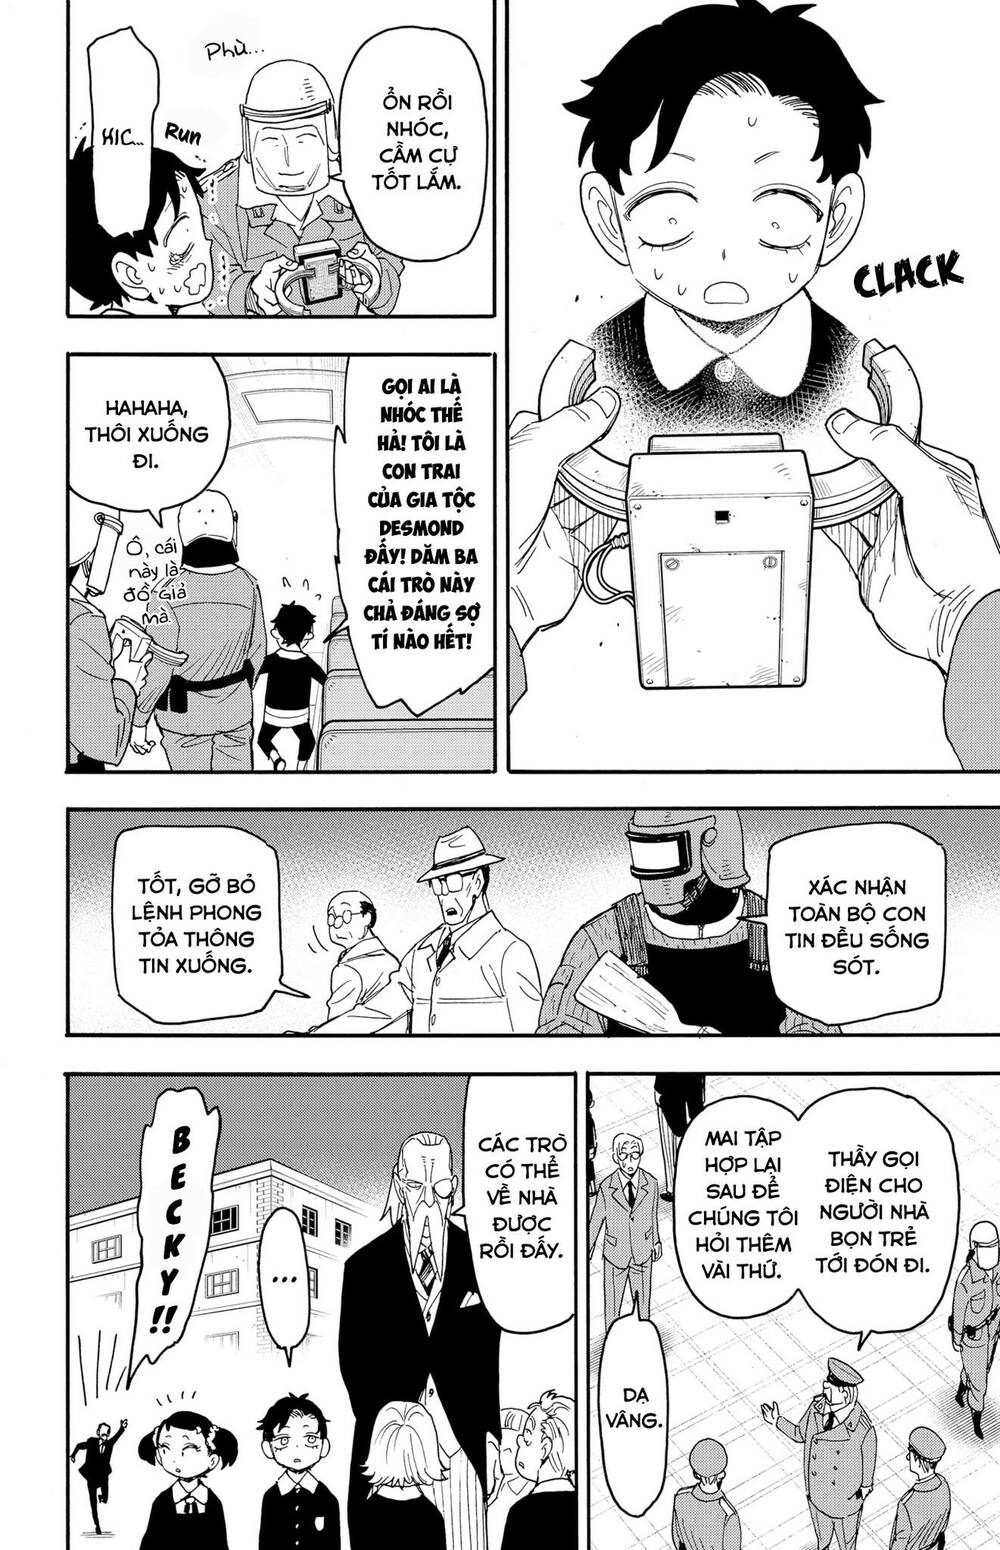 CLACK
ỔN RỒI
NHÓC,
CẦM CỰ
TỐT LẮM.
Phù...
Run
HIC...
GỌI AI LÀ
NHÓC THẾ
HẢ! TÔI LÀ
CON TRAI
CỦA GIA TỘC
DESMOND
ĐẤY! DĂM BA
CÁI TRÒ NÀY
CHẢ ĐÁNG SỢ
TÍ NÀO HẾT!
HAHAHA,
THÔI XUỐNG
ĐI.
Ô, cái
này là
đồ giả
mà
XÁC NHẬN
TOÀN BỘ CON
TIN ĐỀU SỐNG
SÓT.
TỐT, GỠ BỎ
LỆNH PHONG
TỎA THÔNG
TIN XUỐNG.
THẦY GỌI
ĐIỆN CHO
NGƯỜI NHÀ
BỌN TRẺ
TỚI ĐÓN ĐI.
MAI TẬP
HỢP LẠI
SAU ĐỂ
CHÚNG TÔI
HỎI THÊM
VÀI THỨ.
DẠ
VÂNG.
CÁC TRÒ
CÓ THỂ
VỀ NHÀ
ĐƯỢC
RỒI ĐẤY.
...
BECKY!!